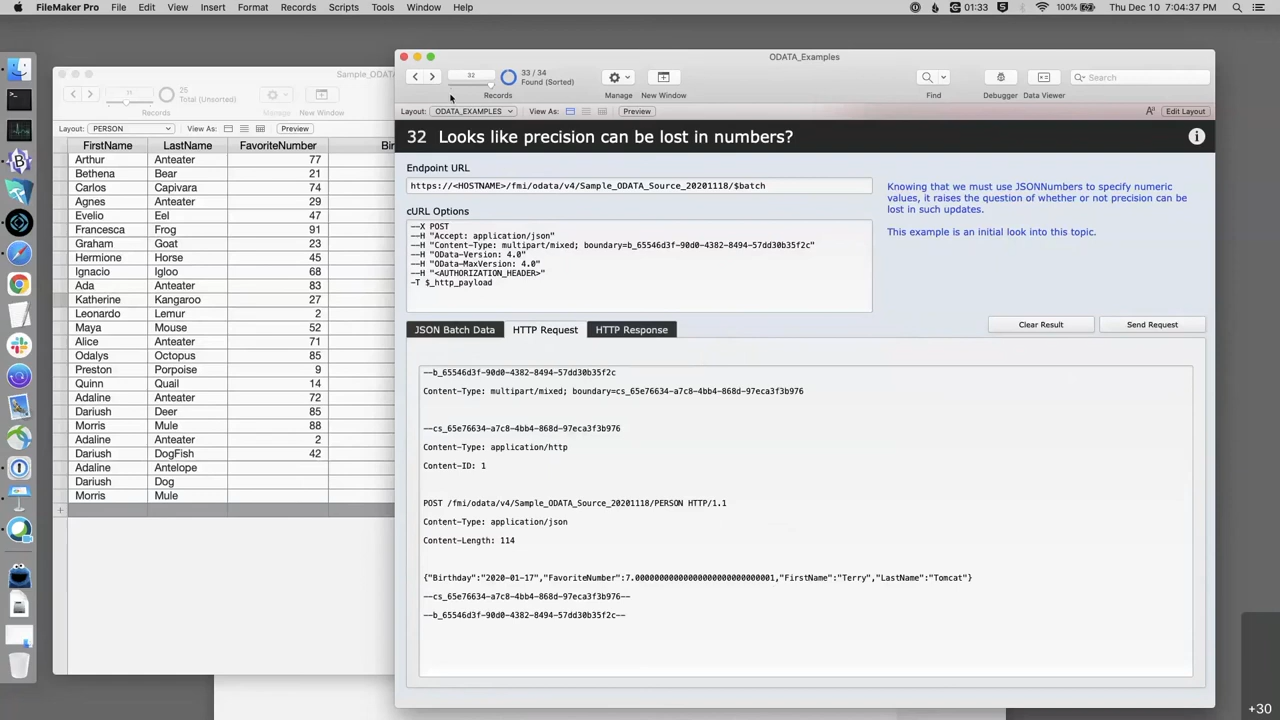 FileMaker Pro File Edit View Insert Format Records Scripts Tools Window Help 01:33 100% Thu Dec 10 7:04:37 PM
Sample_ODATA
31
25
Total (Unsorted)
Records Manage New Window
Layout: PERSON View As: Preview
FirstName LastName FavoriteNumber Bir
Arthur Anteater 77
Bethena Bear 21
Carlos Capivara 74
Agnes Anteater 29
Evelio Eel 47
Francesca Frog 91
Graham Goat 23
Hermione Horse 45
Ignacio Igloo 68
Ada Anteater 83
Katherine Kangaroo 27
Leonardo Lemur 2
Maya Mouse 52
Alice Anteater 71
Odalys Octopus 85
Preston Porpoise 9
Quinn Quail 14
Adaline Anteater 72
Dariush Deer 85
Morris Mule 88
Adaline Anteater 2
Dariush DogFish 42
Adaline Antelope
Dariush Dog
Morris Mule
ODATA_Examples
32
33 / 34
Found (Sorted)
Records Manage New Window Find Debugger Data Viewer Search
Layout: ODATA_EXAMPLES View As: Preview Edit Layout
32 Looks like precision can be lost in numbers?
Endpoint URL
https://<HOSTNAME>/fmi/odata/v4/Sample_ODATA_Source_20201118/$batch
cURL Options
--X POST
--H "Accept: application/json"
--H "Content-Type: multipart/mixed; boundary=b_65546d3f-90d0-4382-8494-57dd30b35f2c"
--H "OData-Version: 4.0"
--H "OData-MaxVersion: 4.0"
--H "<AUTHORIZATION_HEADER>"
-T $_http_payload
Knowing that we must use JSONNumbers to specify numeric
values, it raises the question of whether or not precision can be
lost in such updates.
This example is an initial look into this topic.
JSON Batch Data HTTP Request HTTP Response Clear Result Send Request
--b_65546d3f-90d0-4382-8494-57dd30b35f2c
Content-Type: multipart/mixed; boundary=cs_65e76634-a7c8-4bb4-868d-97eca3f3b976
--cs_65e76634-a7c8-4bb4-868d-97eca3f3b976
Content-Type: application/http
Content-ID: 1
POST /fmi/odata/v4/Sample_ODATA_Source_20201118/PERSON HTTP/1.1
Content-Type: application/json
Content-Length: 114
{"Birthday":"2020-01-17","FavoriteNumber":7.0000000000000000000000000001,"FirstName":"Terry","LastName":"Tomcat"}
--cs_65e76634-a7c8-4bb4-868d-97eca3f3b976--
--b_65546d3f-90d0-4382-8494-57dd30b35f2c--
+30